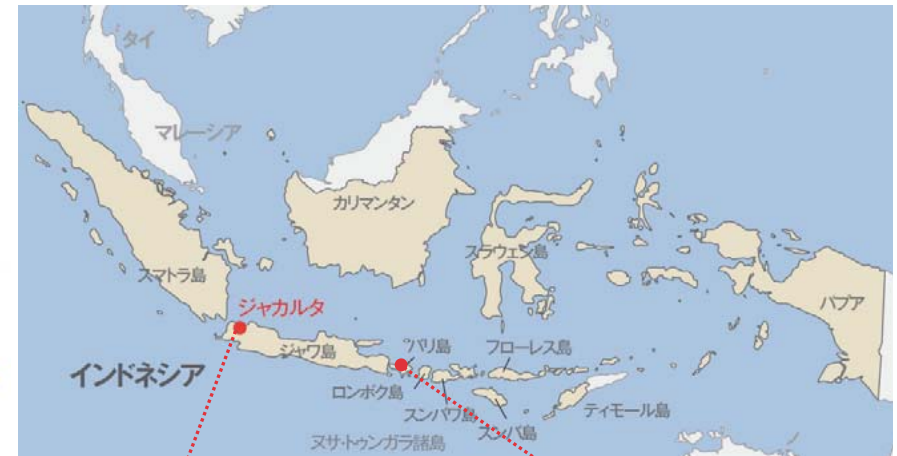 タイ
マレーシア
カリマンタン
スラウェシ島
スマトラ島
ジャカルタ
パプア
ジャワ島
バリ島
フローレス島
インドネシア
ロンボク島
スンバワ島
ティモール島
スンバ島
ヌサ・トゥンガラ諸島